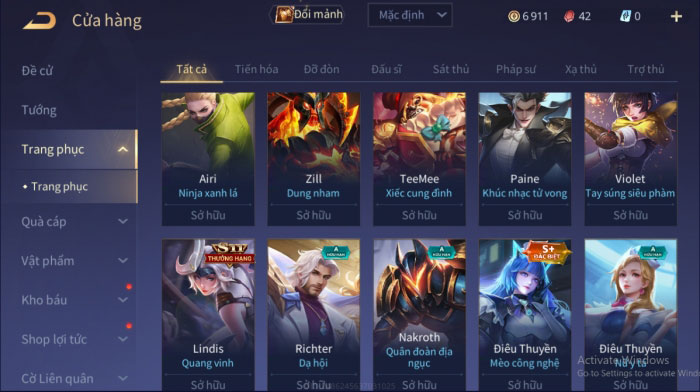 Cửa hàng
Đổi mảnh
Mặc định
6 911
42
0
+
Đề cử
Tướng
Trang phục
Trang phục
Quà cáp
Vật phẩm
Kho báu
Shop lợi tức
Cờ Liên quân
Tất cả Tiến hóa Đỡ đòn Đấu sĩ Sát thủ Pháp sư Xạ thủ Trợ thủ
Airi
Ninja xanh lá
Sở hữu
Zill
Dung nham
Sở hữu
TeeMee
Xiếc cung đình
Sở hữu
Paine
Khúc nhạc tử vong
Sở hữu
Violet
Tay súng siêu phàm
Sở hữu
THƯỞNG HẠNG
Lindis
Quang vinh
Sở hữu
A
HỮU HẠN
Richter
Dạ hội
Sở hữu
A
HỮU HẠN
Nakroth
Quân đoàn địa
ngục
Sở hữu
S+
ĐẶC BIỆT
Điêu Thuyền
Mèo công nghệ
Sở hữu
A
HỮU HẠN
Điêu Thuyền
Nữ y tá
Sở hữu
Activate Windows
Go to Settings to activate Windows